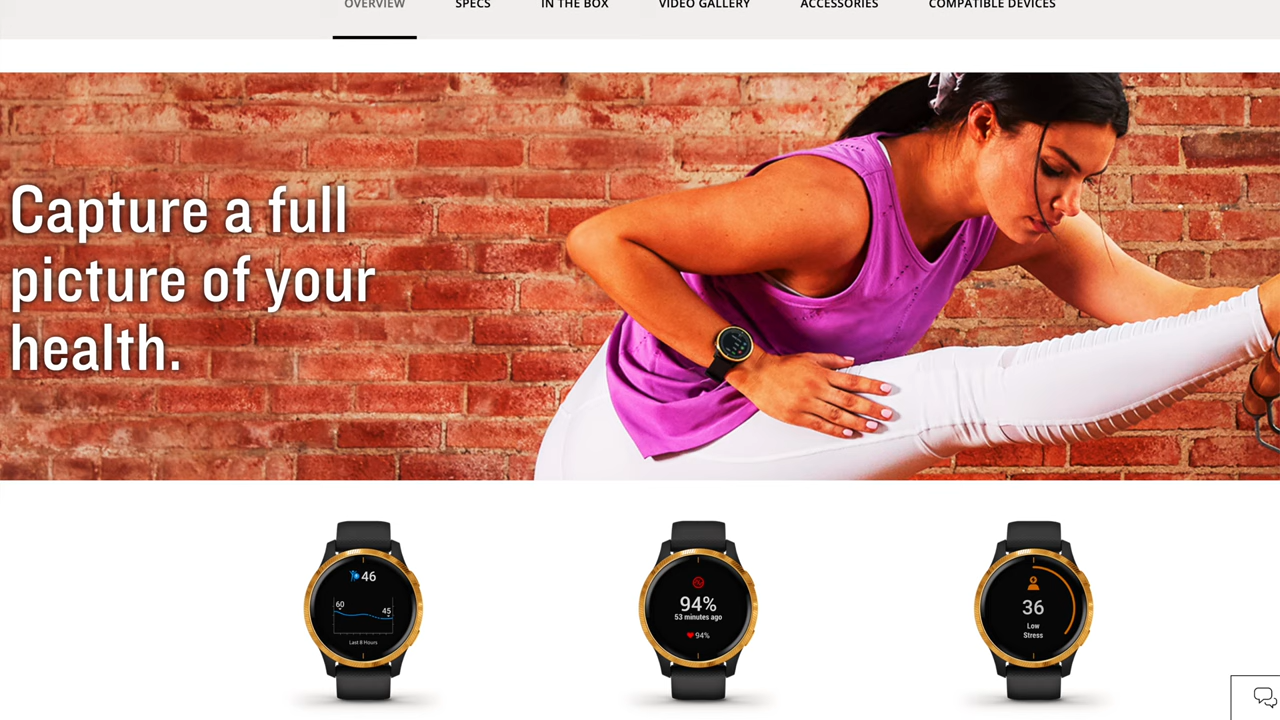 OVERVIEW SPECS IN THE BOX VIDEO GALLERY ACCESSORIES COMPATIBLE DEVICES
Capture a full
picture of your
health.
46
60
45
Last 8 Hours
94%
53 minutes ago
94%
36
Low
Stress